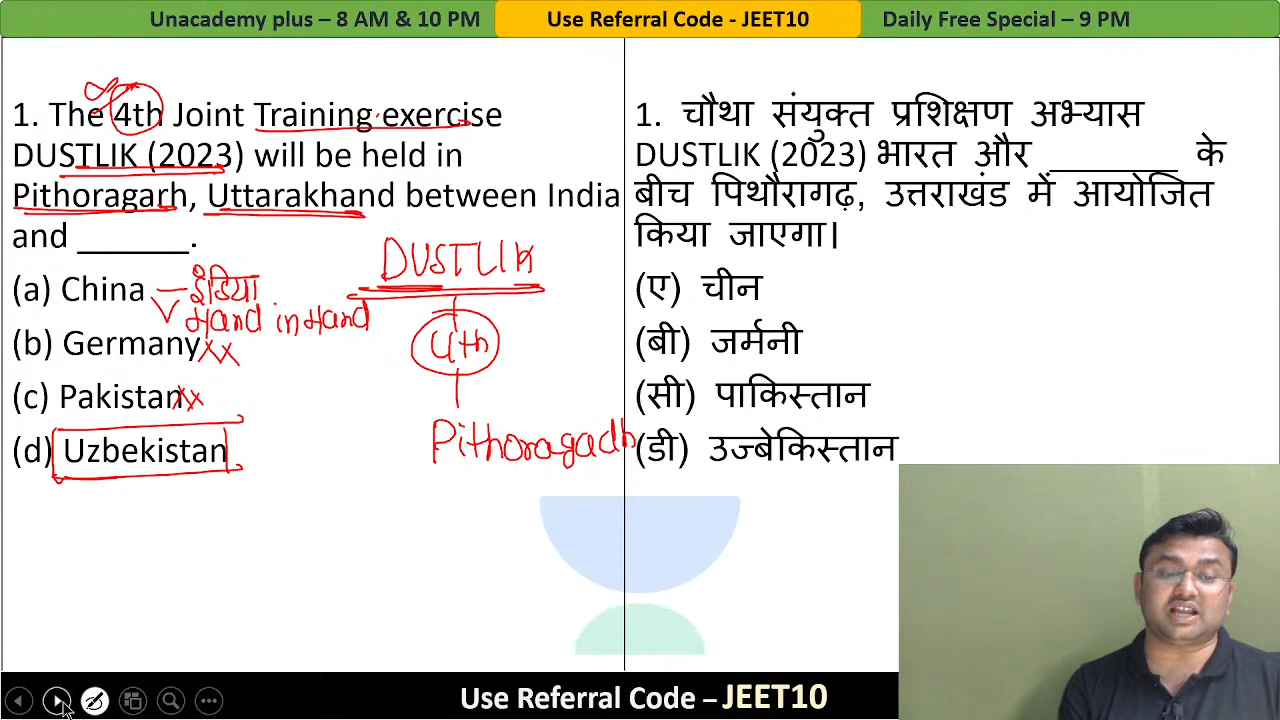 Unacademy plus – 8 AM & 10 PM
Use Referral Code - JEET10
Daily Free Special – 9 PM
1. The 4th Joint Training exercise
DUSTLIK (2023) will be held in
Pithoragarh, Uttarakhand between India
and _______.
(a) China
(b) Germany
(c) Pakistan
(d) Uzbekistan
इंडिया
Hand in Hand
DUSTLIK
4th
Pithoragadh
1. चौथा संयुक्त प्रशिक्षण अभ्यास
DUSTLIK (2023) भारत और ________ के
बीच पिथौरागढ़, उत्तराखंड में आयोजित
किया जाएगा।
(ए) चीन
(बी) जर्मनी
(सी) पाकिस्तान
(डी) उज्बेकिस्तान
Use Referral Code – JEET10